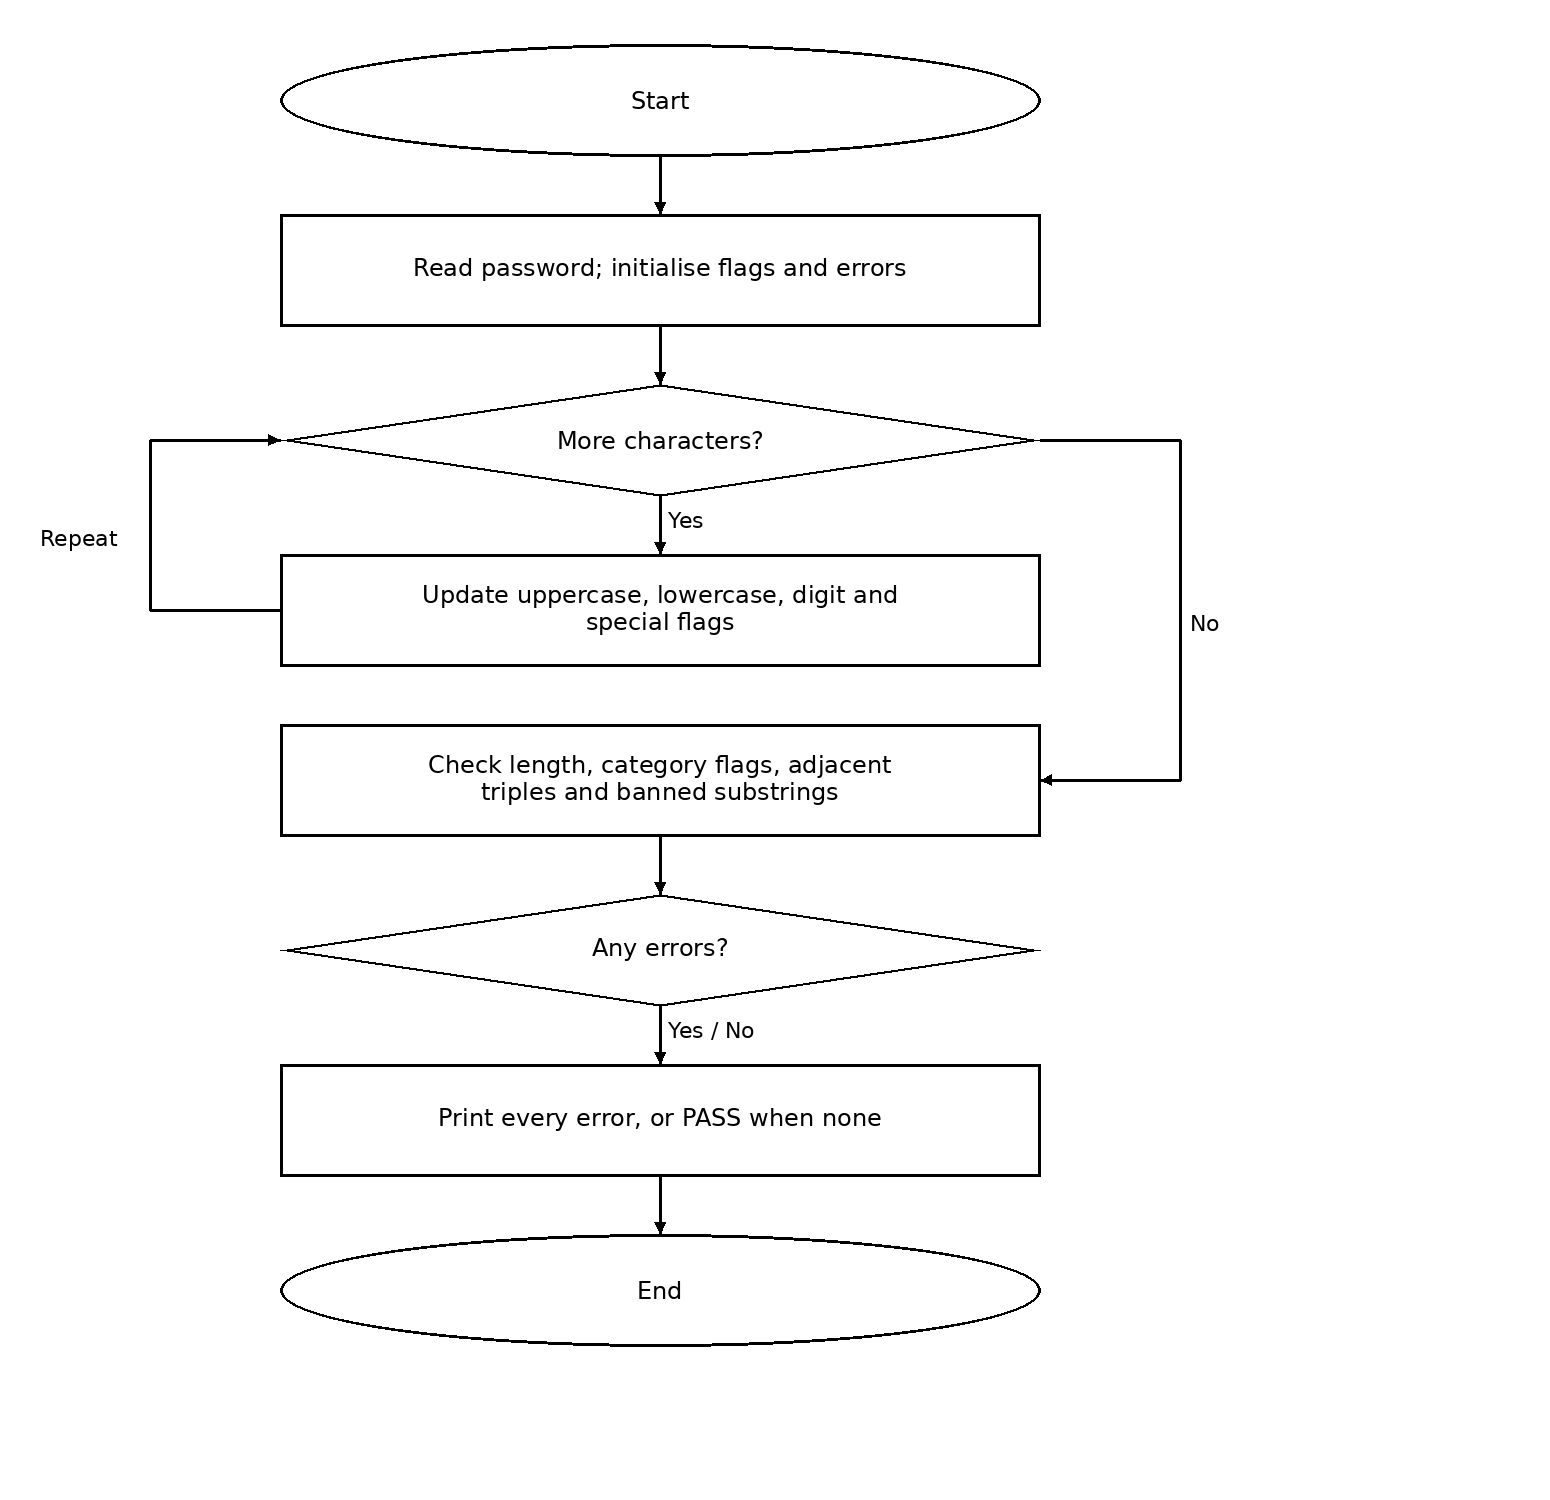 Start
Read password; initialise flags and errors
More characters?
Yes
Repeat
Update uppercase, lowercase, digit and
special flags
No
Check length, category flags, adjacent
triples and banned substrings
Any errors?
Yes / No
Print every error, or PASS when none
End